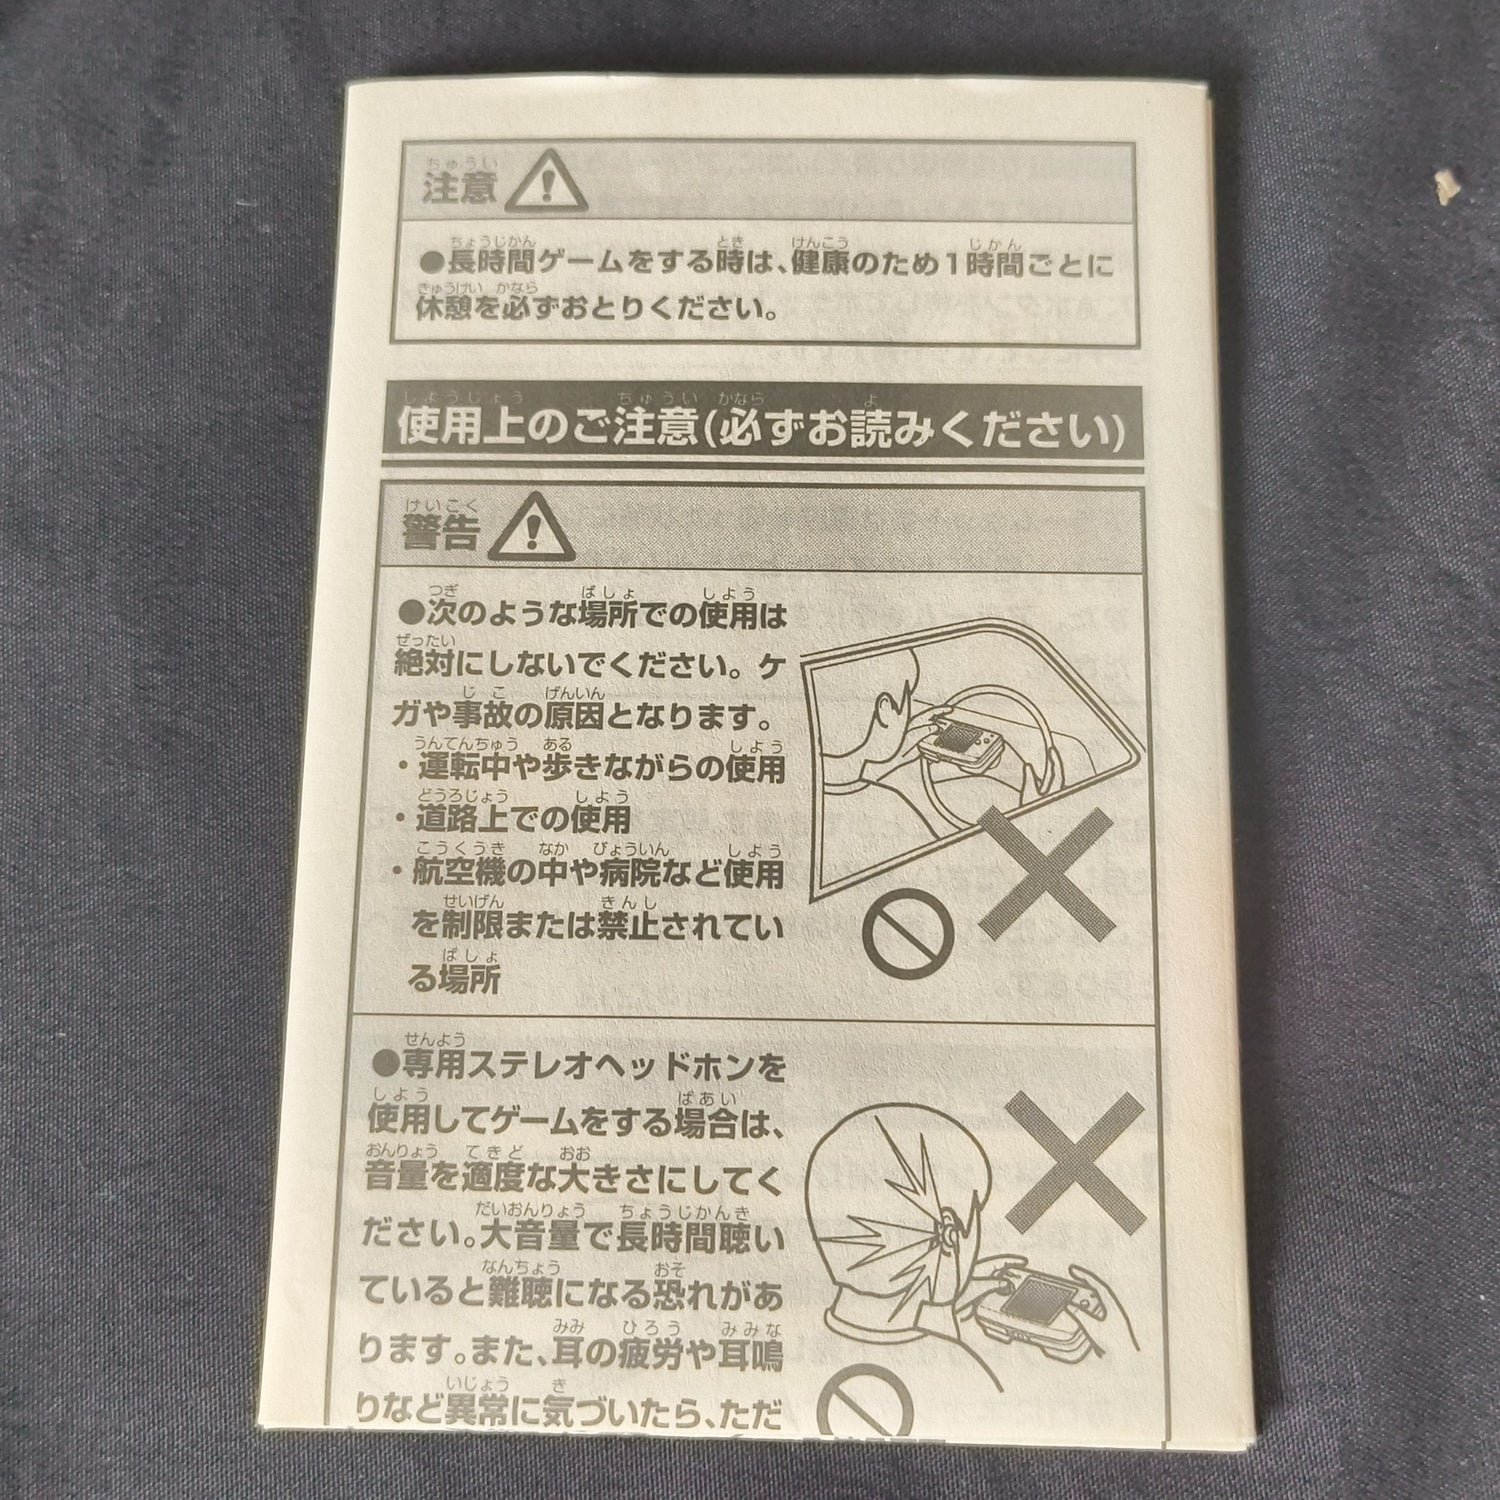 注意
●長時間ゲームをする時は、健康のため1時間ごとに
休憩を必ずおとりください。
使用上のご注意(必ずお読みください)
警告
●次のような場所での使用は
絶対にしないでください。ケ
ガや事故の原因となります。
・運転中や歩きながらの使用
・道路上での使用
・航空機の中や病院など使用
を制限または禁止されてい
る場所
●専用ステレオヘッドホンを
使用してゲームをする場合は、
音量を適度な大きさにしてく
ださい。大音量で長時間聴い
ていると難聴になる恐れがあ
ります。また、耳の疲労や耳鳴
りなど異常に気づいたら、ただ